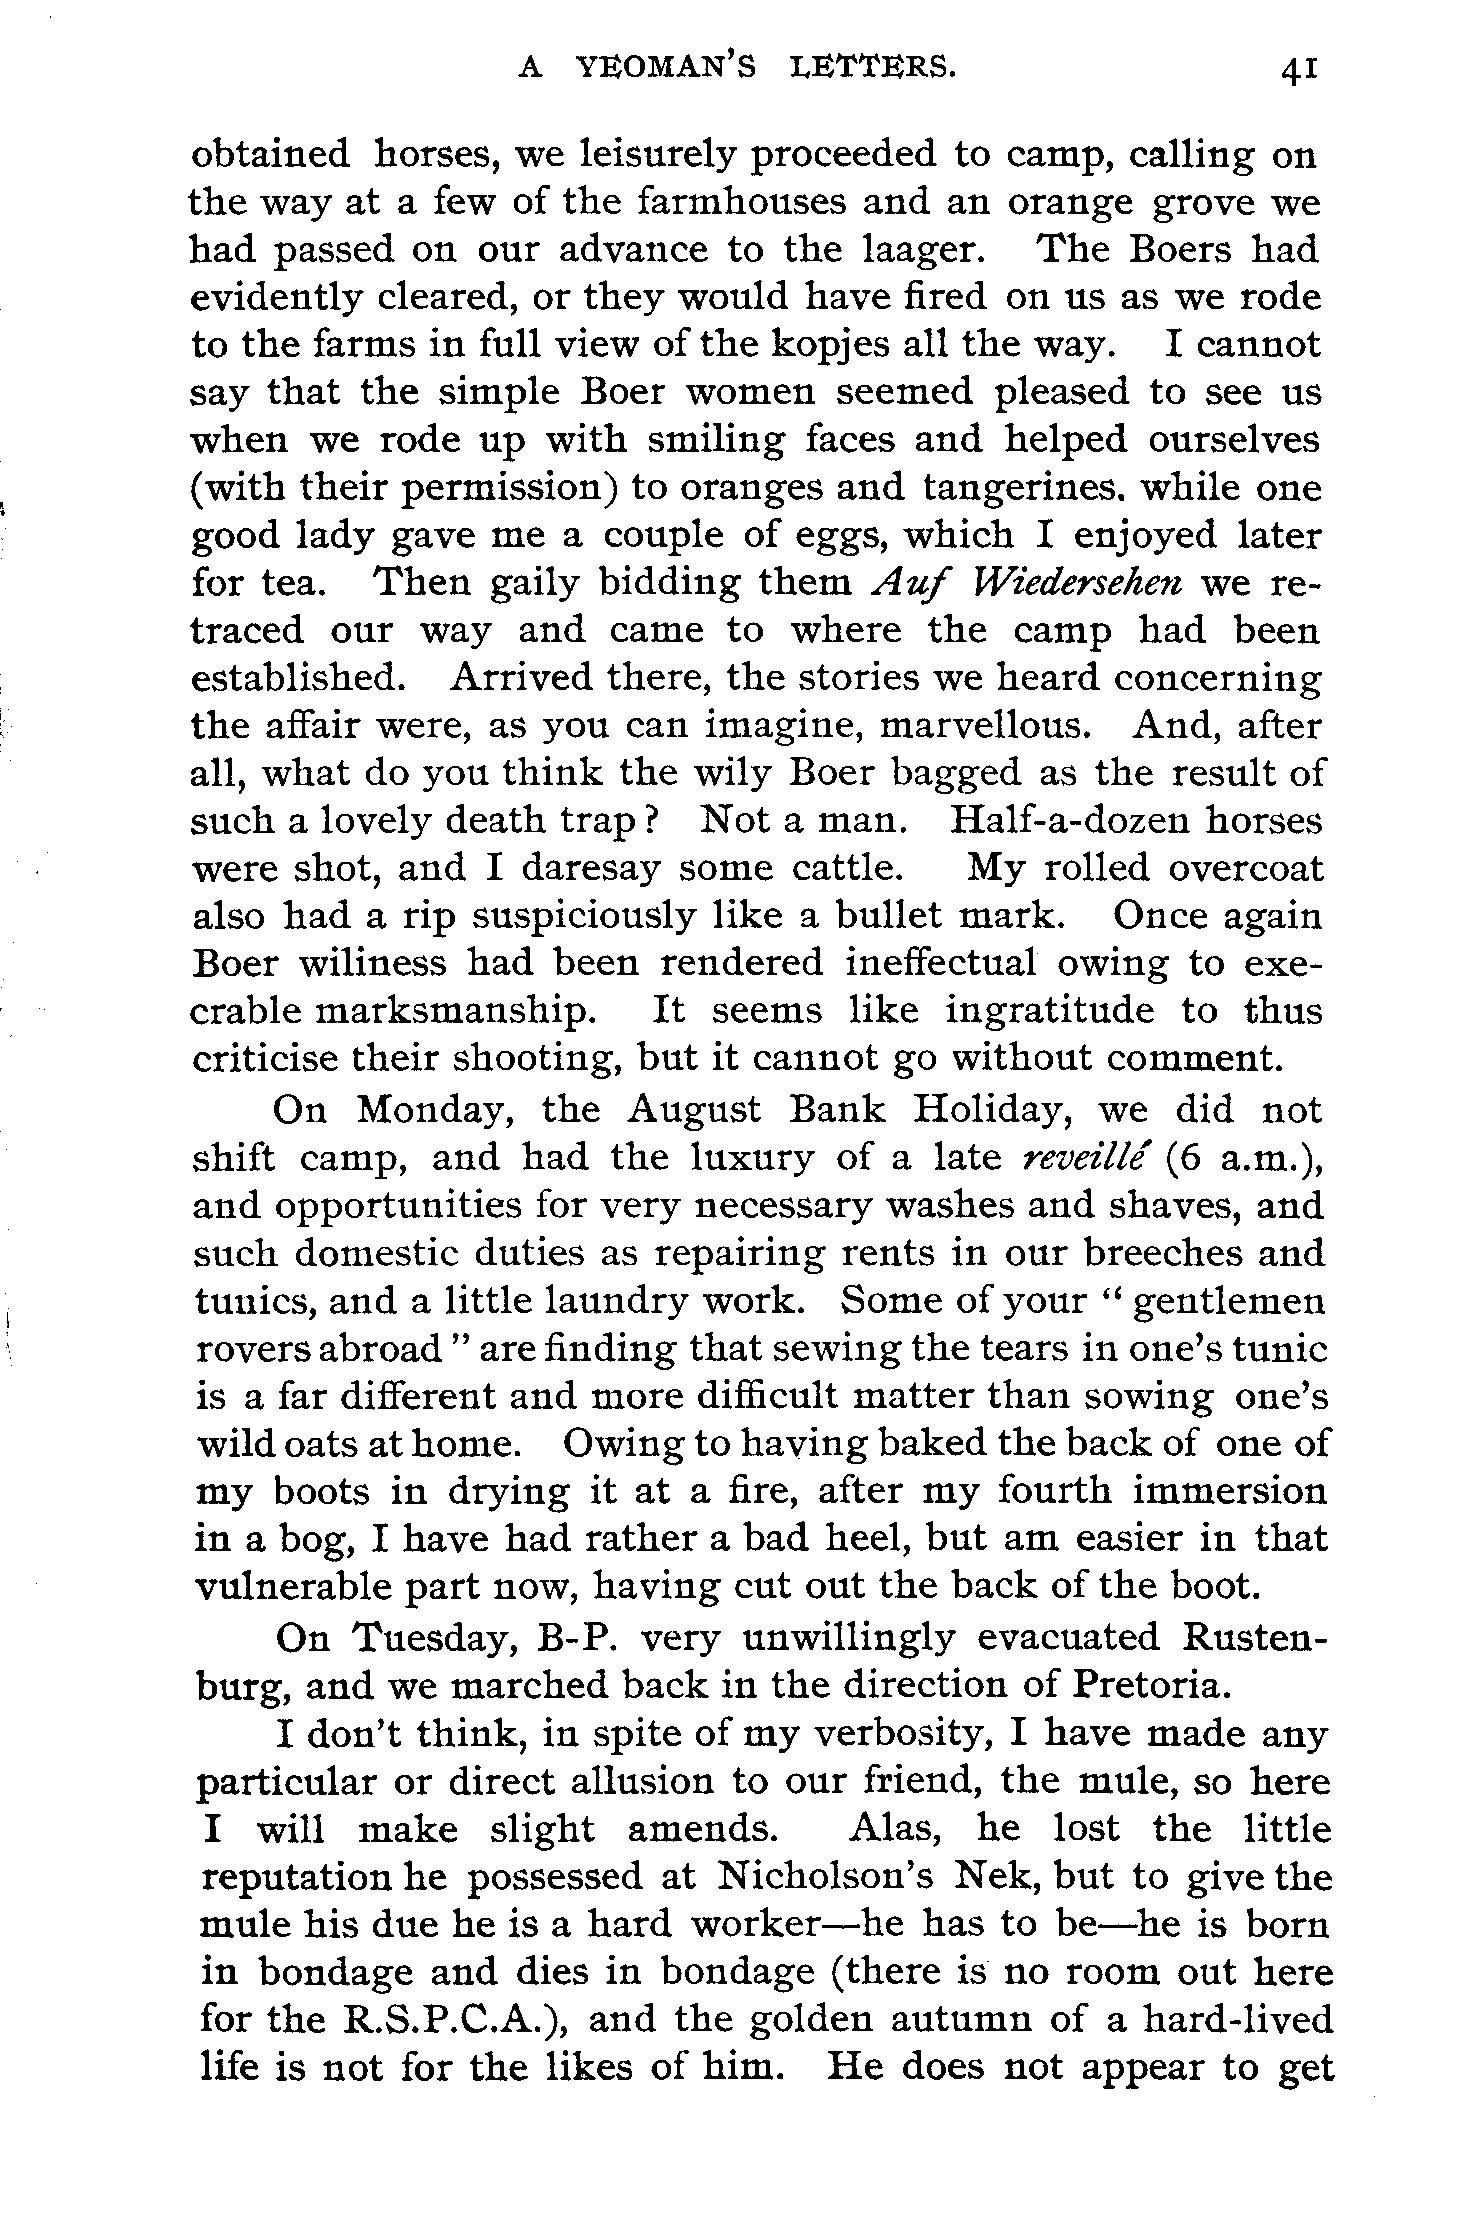 A YEOMAN'S LETTERS. 41
obtained horses, we leisurely proceeded to camp, calling on
the way at a few of the farmhouses and an orange grove we
had passed on our advance to the laager. The Boers had
evidently cleared, or they would have fired on us as we rode
to the farms in full view of the kopjes all the way. I cannot
say that the simple Boer women seemed pleased to see us
when we rode up with smiling faces and helped ourselves
(with their permission) to oranges and tangerines. while one
good lady gave me a couple of eggs, which I enjoyed later
for tea. Then gaily bidding them Auf Wiedersehen we re-
traced our way and came to where the camp had been
established. Arrived there, the stories we heard concerning
the affair were, as you can imagine, marvellous. And, after
all, what do you think the wily Boer bagged as the result of
such a lovely death trap? Not a man. Half-a-dozen horses
were shot, and I daresay some cattle. My rolled overcoat
also had a rip suspiciously like a bullet mark. Once again
Boer wiliness had been rendered ineffectual owing to exe-
crable marksmanship. It seems like ingratitude to thus
criticise their shooting, but it cannot go without comment.
On Monday, the August Bank Holiday, we did not
shift camp, and had the luxury of a late reveillé (6 a.m.),
and opportunities for very necessary washes and shaves, and
such domestic duties as repairing rents in our breeches and
tunics, and a little laundry work. Some of your " gentlemen
rovers abroad " are finding that sewing the tears in one's tunic
is a far different and more difficult matter than sowing one's
wild oats at home. Owing to having baked the back of one of
my boots in drying it at a fire, after my fourth immersion
in a bog, I have had rather a bad heel, but am easier in that
vulnerable part now, having cut out the back of the boot.
On Tuesday, B-P. very unwillingly evacuated Rusten-
burg, and we marched back in the direction of Pretoria.
I don't think, in spite of my verbosity, I have made any
particular or direct allusion to our friend, the mule, so here
I will make slight amends. Alas, he lost the little
reputation he possessed at Nicholson's Nek, but to give the
mule his due he is a hard worker—he has to be—he is born
in bondage and dies in bondage (there is no room out here
for the R.S.P.C.A.), and the golden autumn of a hard-lived
life is not for the likes of him. He does not appear to get